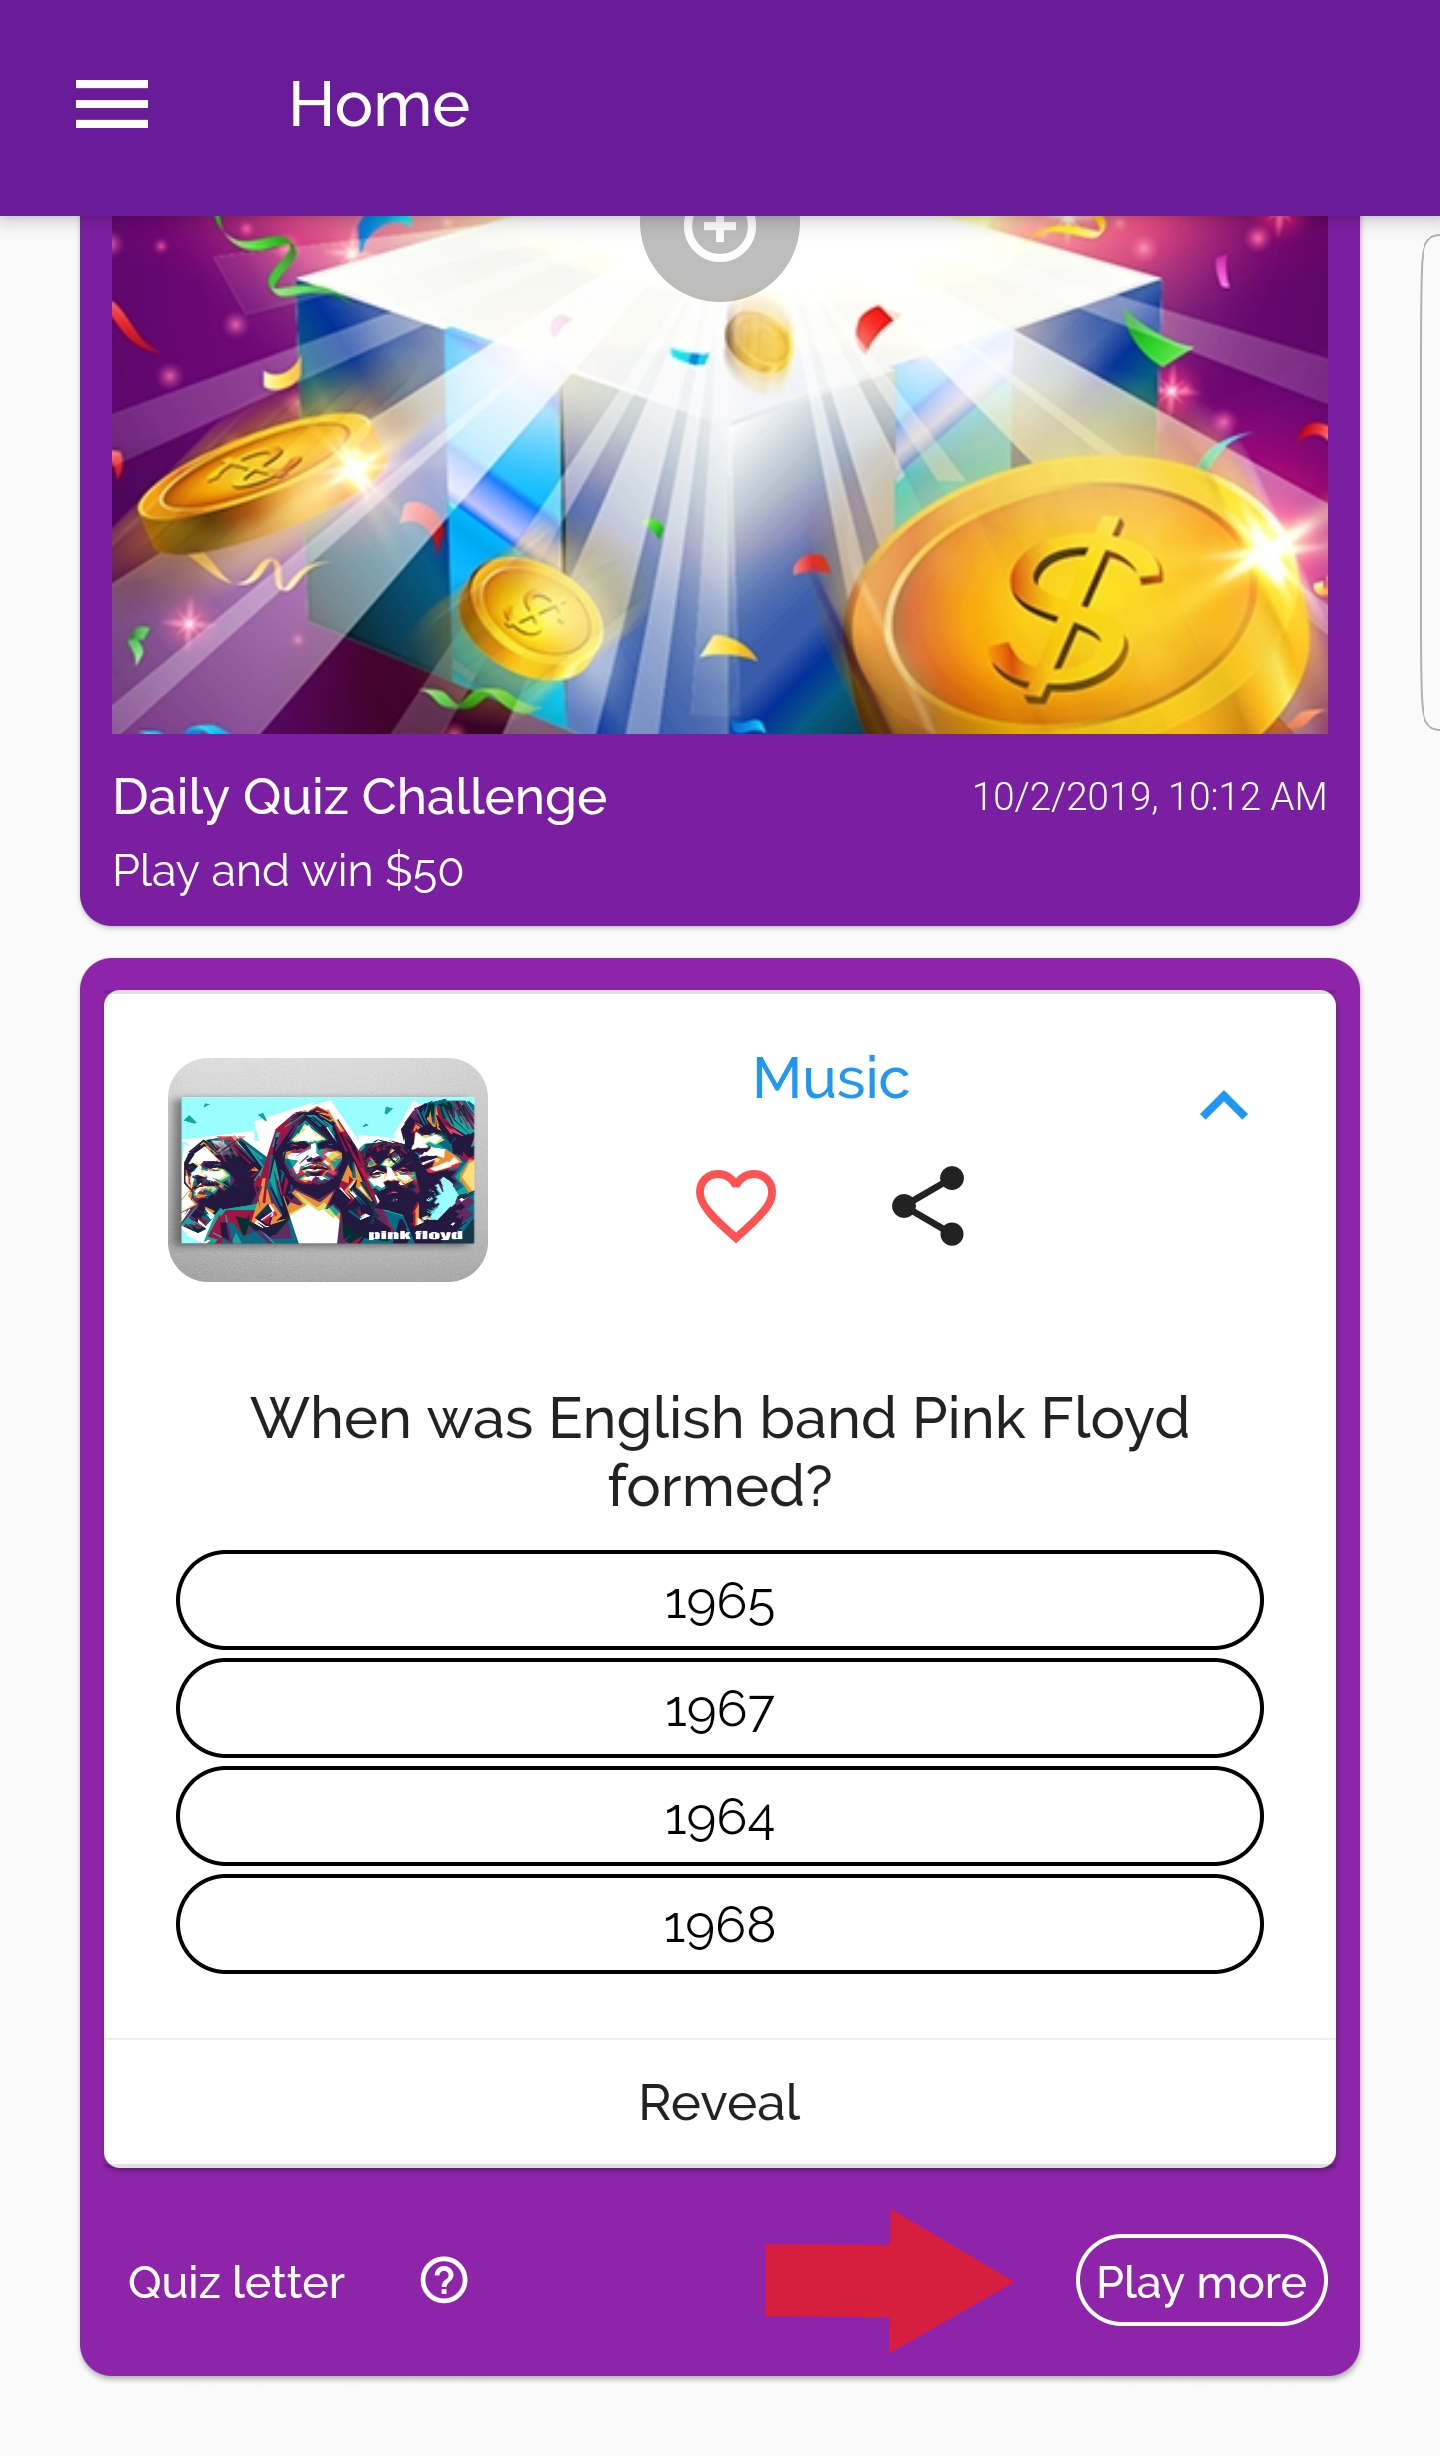 Home
Daily Quiz Challenge
10/2/2019, 10:12 AM
Play and win $50
Music
pink floyd
When was English band Pink Floyd
formed?
1965
1967
1964
1968
Reveal
Quiz letter
Play more